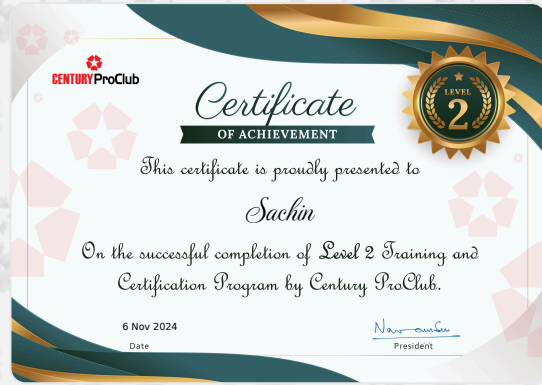 CENTURY ProClub
Certificate
OF ACHIEVEMENT
LEVEL
2
This certificate is proudly presented to
Sachin
On the successful completion of Level 2 Training and
Certification Program by Century ProClub.
6 Nov 2024
Date
President